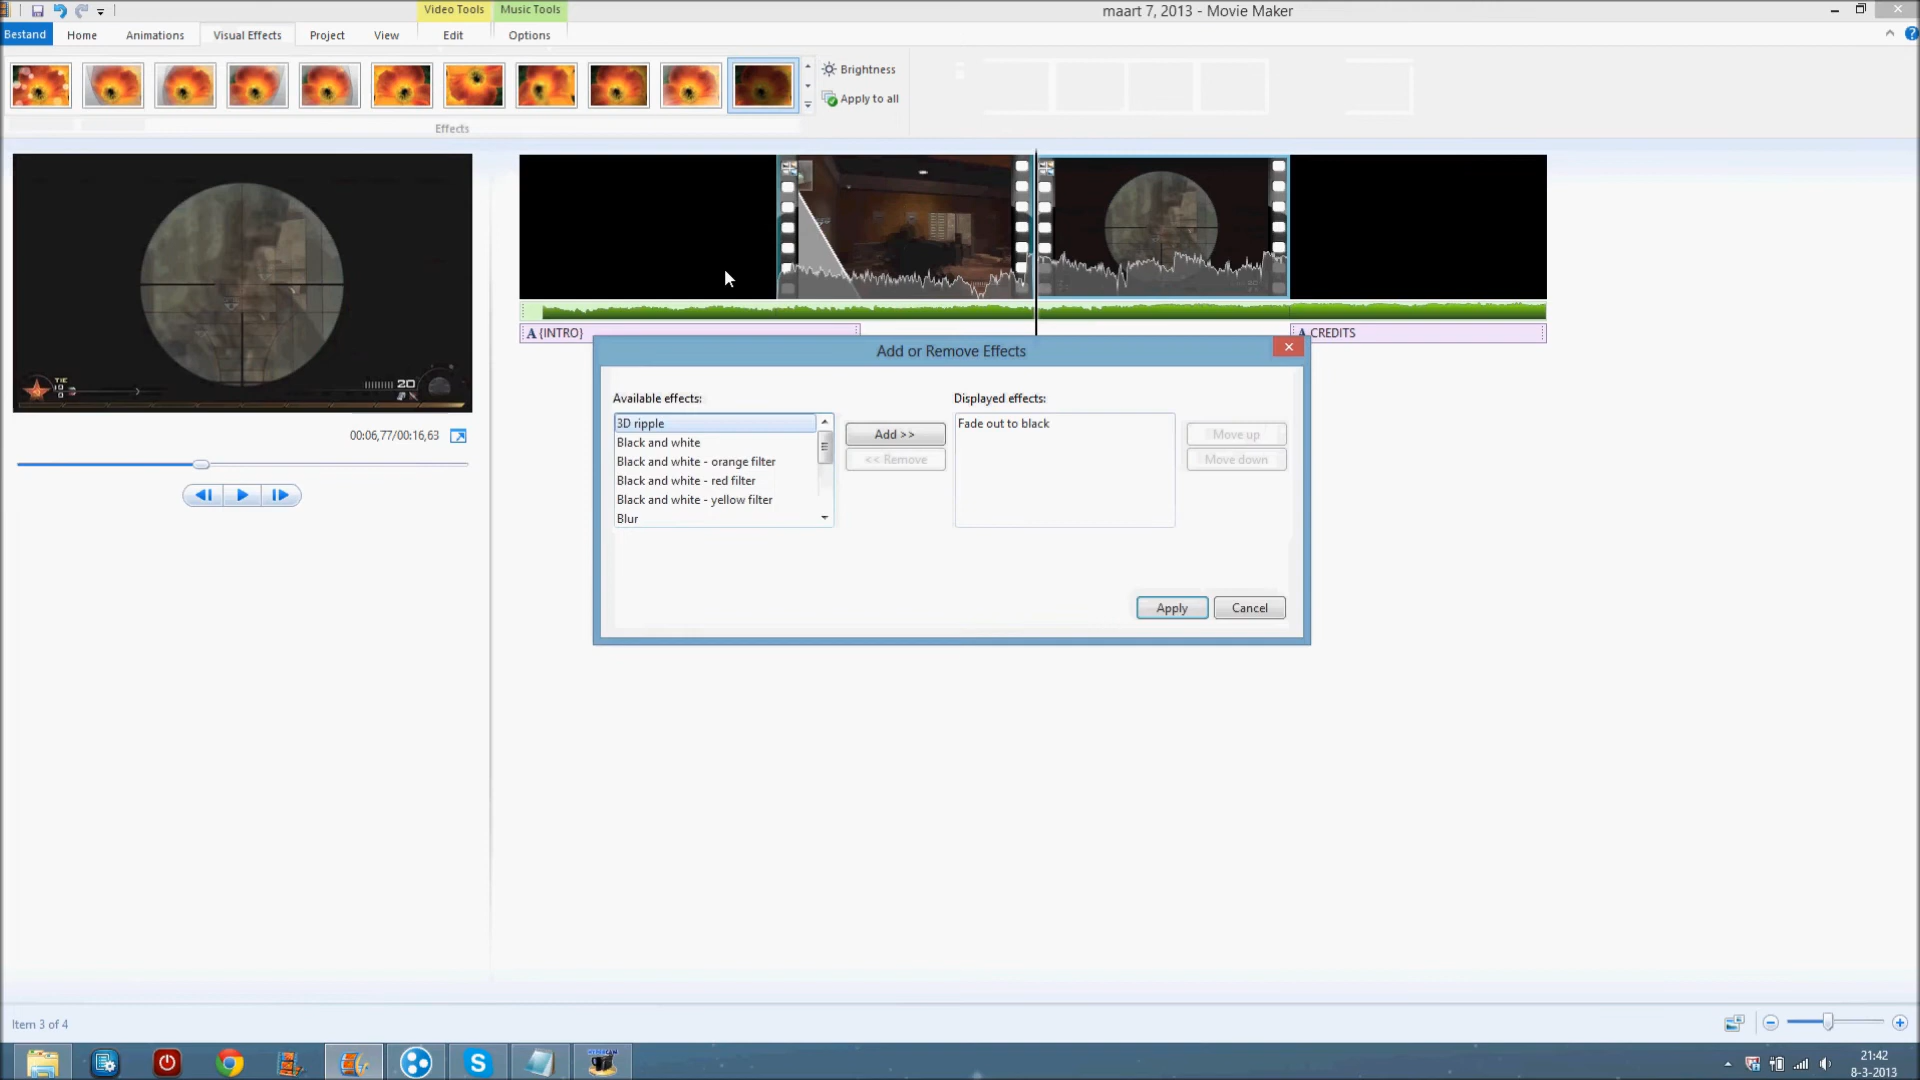 Video Tools
Music Tools
maart 7, 2013 - Movie Maker
Bestand
Home
Animations
Visual Effects
Project
View
Edit
Options
Brightness
Apply to all
Effects
TIE
20
00:06,77/00:16,63
A {INTRO}
A CREDITS
Add or Remove Effects
Available effects:
3D ripple
Black and white
Black and white - orange filter
Black and white - red filter
Black and white - yellow filter
Blur
Add >>
<< Remove
Displayed effects:
Fade out to black
Move up
Move down
Apply
Cancel
Item 3 of 4
21:42
8-3-2013